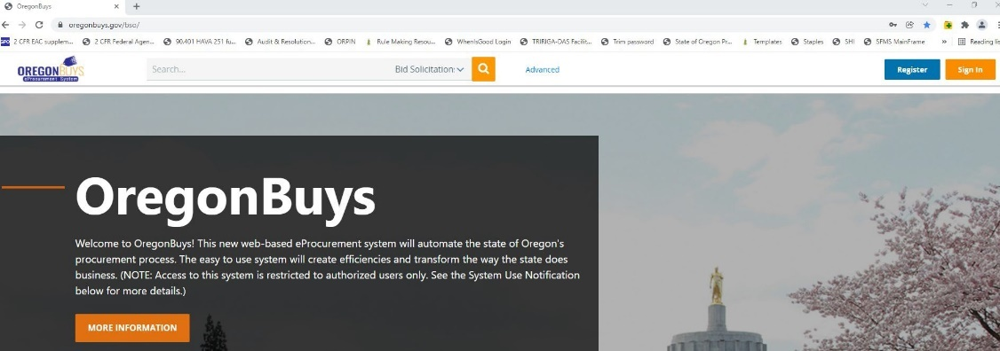 OregonBuys
oregonbuys.gov/bso/
GPO 2 CFR EAC supplem... 2 CFR Federal Agen... 90.401 HAVA 251 fu... Audit & Resolution... ORPIN Rule Making Resou... WhenIsGood Login TRIRIGA-DAS Facilit... Trim password State of Oregon Pr... Templates Staples SHI SFMS MainFrame » Reading lis
OREGONBUYS
eProcurement System
Search... Bid Solicitation: Advanced Register Sign In
OregonBuys
Welcome to OregonBuys! This new web-based eProcurement system will automate the state of Oregon's
procurement process. The easy to use system will create efficiencies and transform the way the state does
business. (NOTE: Access to this system is restricted to authorized users only. See the System Use Notification
below for more details.)
MORE INFORMATION